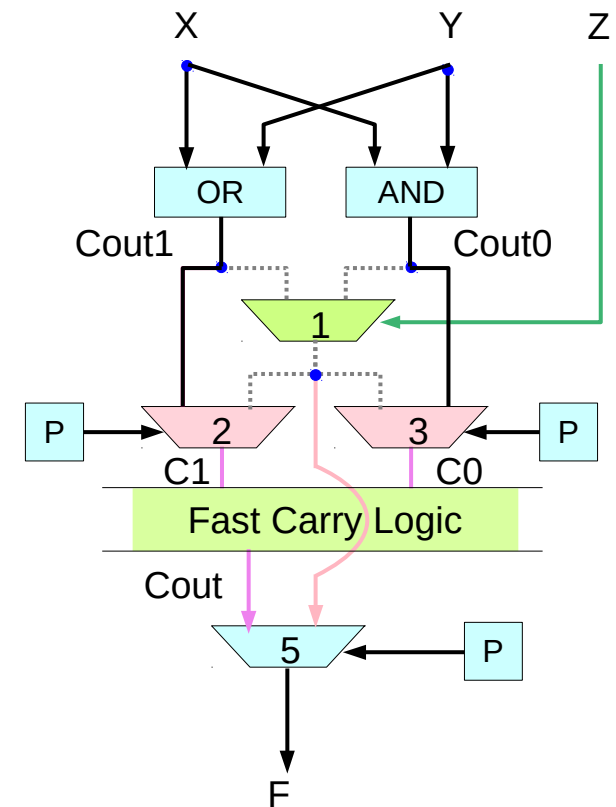 X Y Z
OR AND
Cout1 Cout0
1
P 2 3 P
C1 C0
Fast Carry Logic
Cout
5 P
F